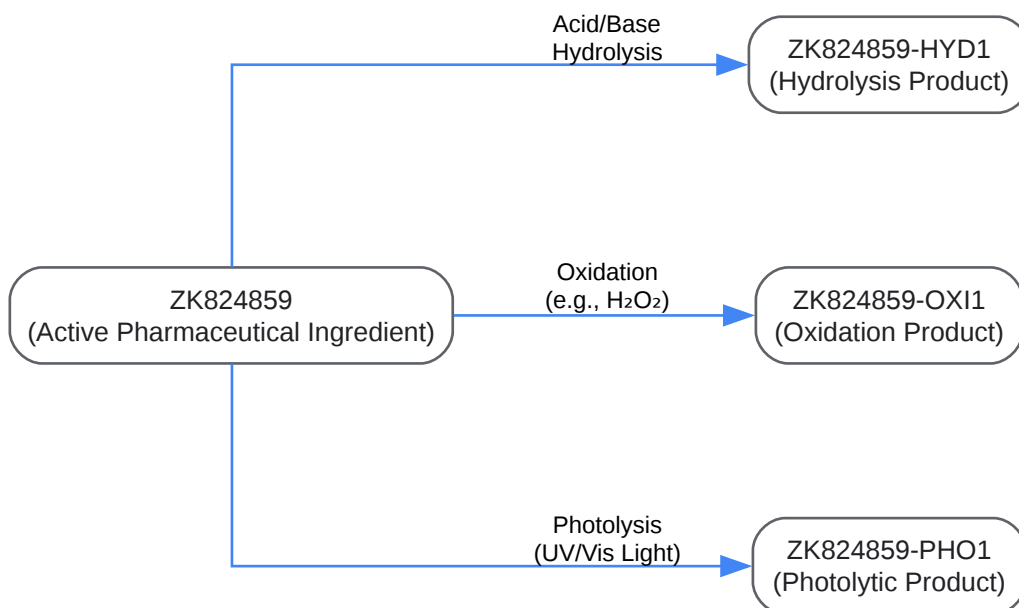 Acid/Base
Hydrolysis
ZK824859-HYD1
(Hydrolysis Product)
ZK824859
(Active Pharmaceutical Ingredient)
Oxidation
(e.g., H₂O₂)
ZK824859-OXI1
(Oxidation Product)
Photolysis
(UV/Vis Light)
ZK824859-PHO1
(Photolytic Product)